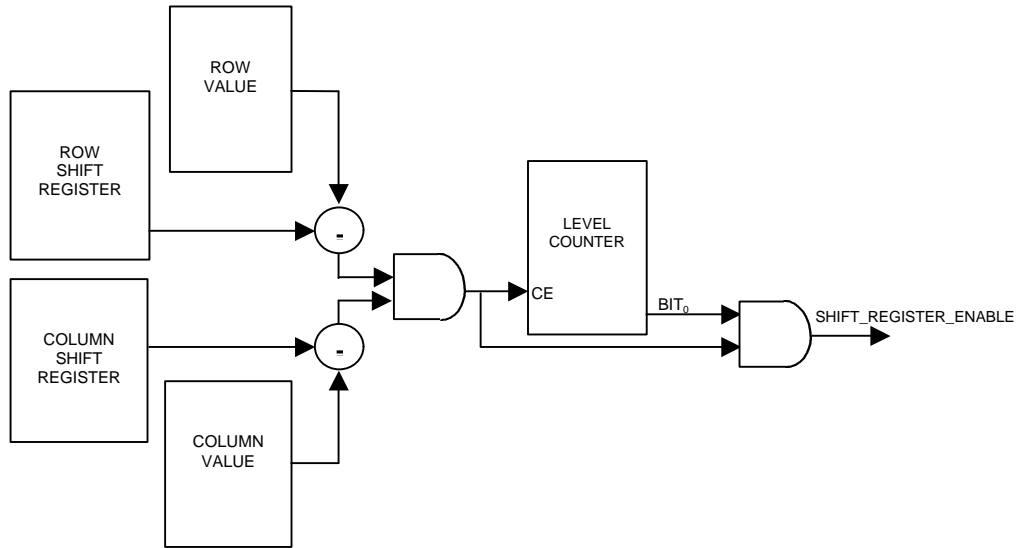 ROW
VALUE
ROW
SHIFT
REGISTER
-
LEVEL
COUNTER
CE
BIT₀
SHIFT_REGISTER_ENABLE
COLUMN
SHIFT
REGISTER
-
COLUMN
VALUE